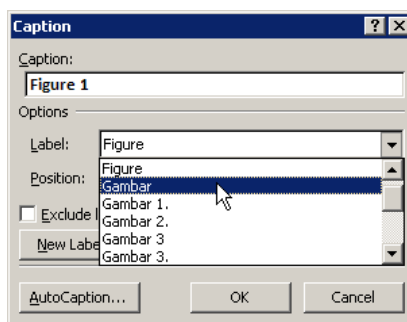 Caption
Caption:
Figure 1
Options
Label: Figure
Figure
Position: Gambar
Gambar 1.
Exclude Gambar 2.
Gambar 3
New Labe Gambar 3.
AutoCaption... OK Cancel